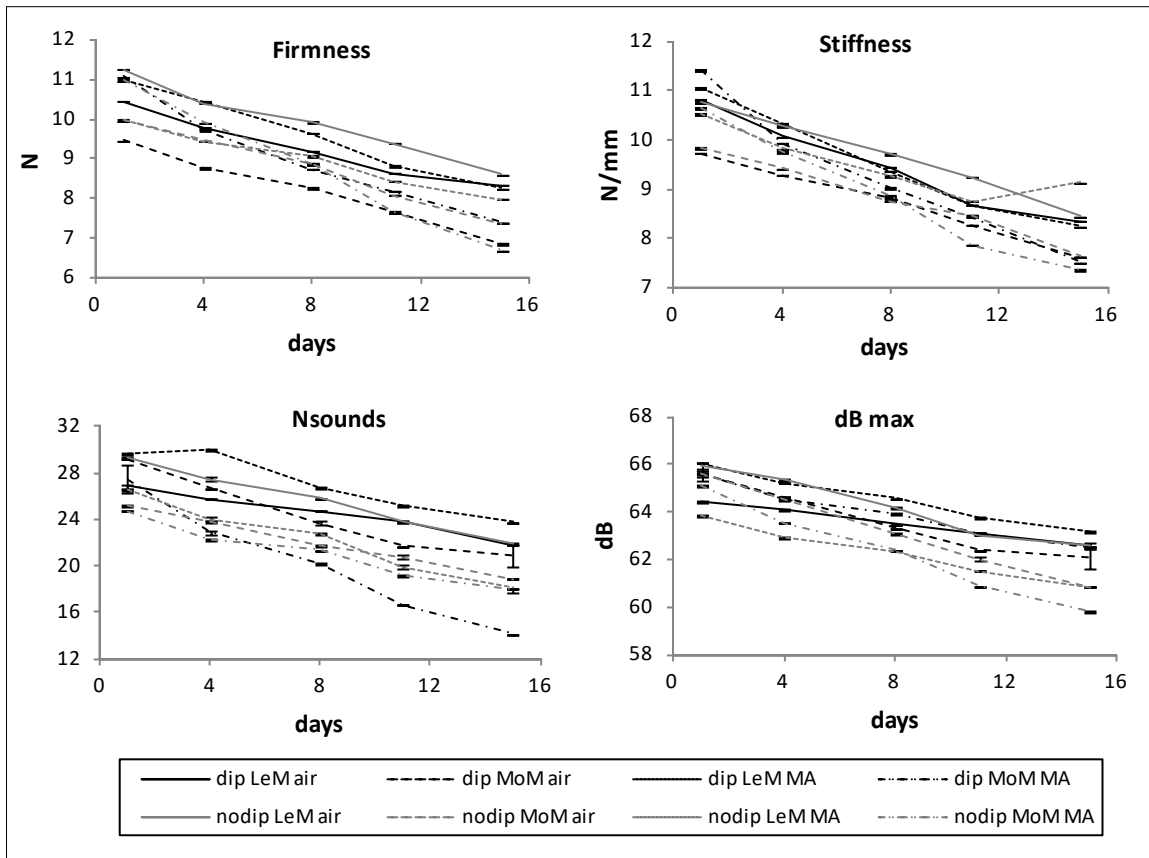 Firmness
12
11
10
9
8
7
6
N
0 4 8 12 16
days
Stiffness
12
11
10
9
8
7
N/mm
0 4 8 12 16
days
Nsounds
32
28
24
20
16
12
0 4 8 12 16
days
dB max
68
66
64
62
60
58
dB
0 4 8 12 16
days
dip LeM air dip MoM air dip LeM MA dip MoM MA
nodip LeM air nodip MoM air nodip LeM MA nodip MoM MA